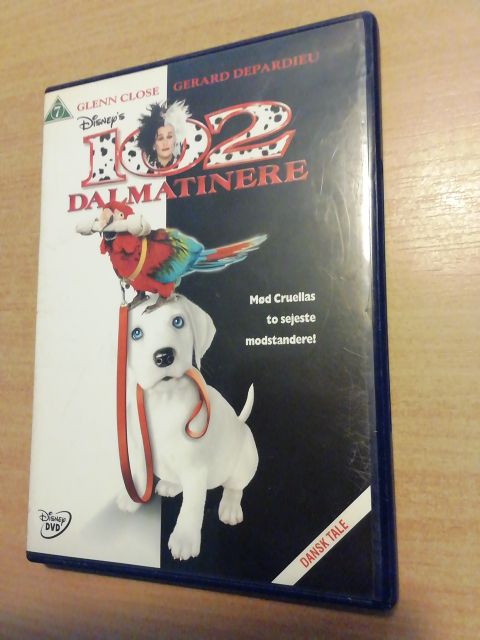 7
GLENN CLOSE
GERARD DEPARDIEU
Disney's
102
DALMATINERE
Mød Cruellas
to sejeste
modstandere!
Disney
DVD
DANSK TALE